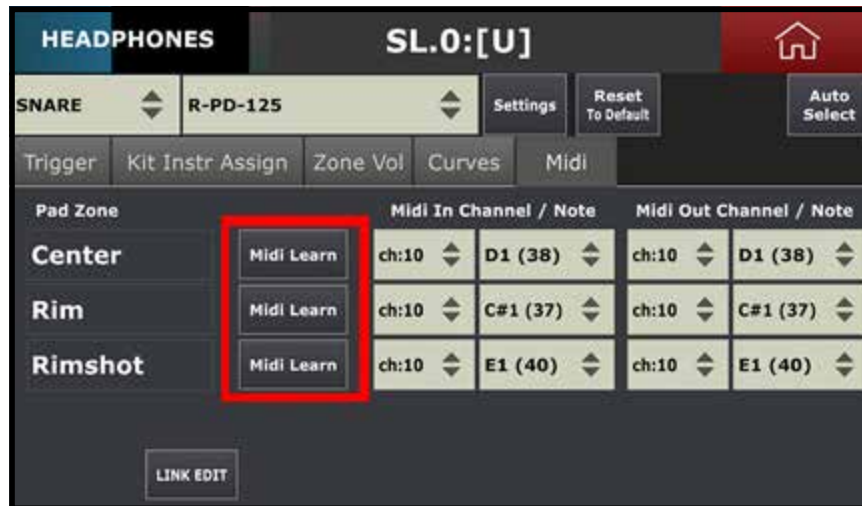 HEADPHONES SL.0:[U]
SNARE R-PD-125 Settings Reset To Default Auto Select
Trigger Kit Instr Assign Zone Vol Curves Midi
Pad Zone Midi In Channel / Note Midi Out Channel / Note
Center Midi Learn ch:10 D1 (38) ch:10 D1 (38)
Rim Midi Learn ch:10 C#1 (37) ch:10 C#1 (37)
Rimshot Midi Learn ch:10 E1 (40) ch:10 E1 (40)
LINK EDIT